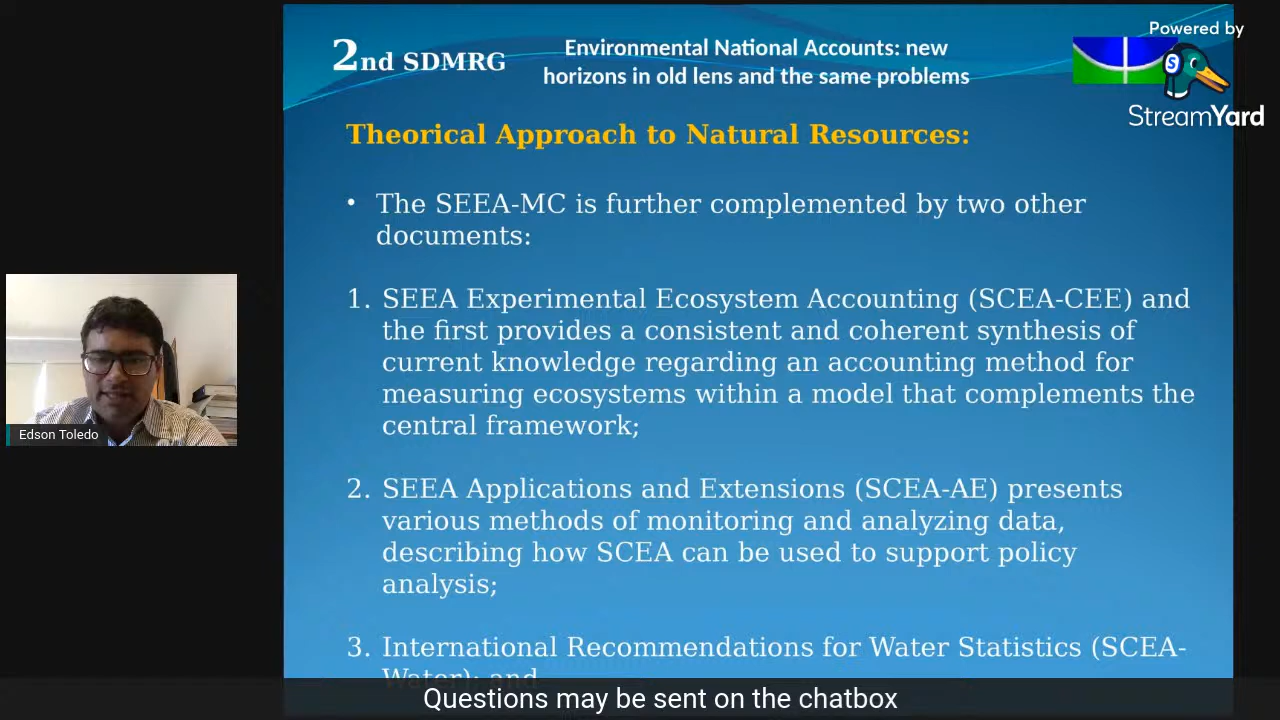 2nd SDMRG
Environmental National Accounts: new
horizons in old lens and the same problems
Powered by
S
StreamYard
Theorical Approach to Natural Resources:
• The SEEA-MC is further complemented by two other
documents:
1. SEEA Experimental Ecosystem Accounting (SCEA-CEE) and
the first provides a consistent and coherent synthesis of
current knowledge regarding an accounting method for
measuring ecosystems within a model that complements the
central framework;
2. SEEA Applications and Extensions (SCEA-AE) presents
various methods of monitoring and analyzing data,
describing how SCEA can be used to support policy
analysis;
3. International Recommendations for Water Statistics (SCEA-
Water); and
Edson Toledo
Questions may be sent on the chatbox